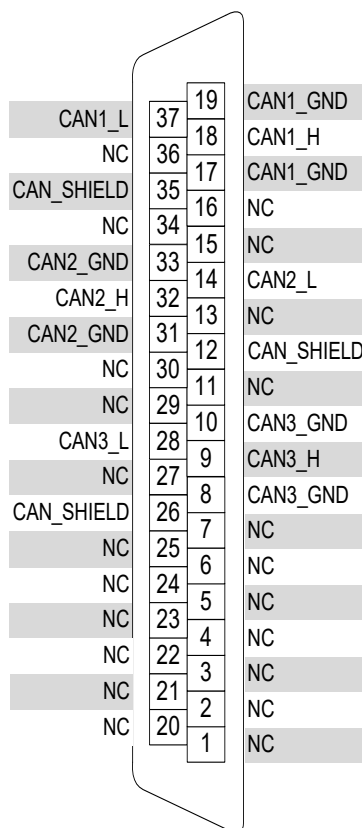 19 CAN1_GND
CAN1_L 37
18 CAN1_H
NC 36
17 CAN1_GND
CAN_SHIELD 35
16 NC
NC 34
15 NC
CAN2_GND 33
14 CAN2_L
CAN2_H 32
13 NC
CAN2_GND 31
12 CAN_SHIELD
NC 30
11 NC
NC 29
10 CAN3_GND
CAN3_L 28
9 CAN3_H
NC 27
8 CAN3_GND
CAN_SHIELD 26
7 NC
NC 25
6 NC
NC 24
5 NC
NC 23
4 NC
NC 22
3 NC
NC 21
2 NC
NC 20
1 NC